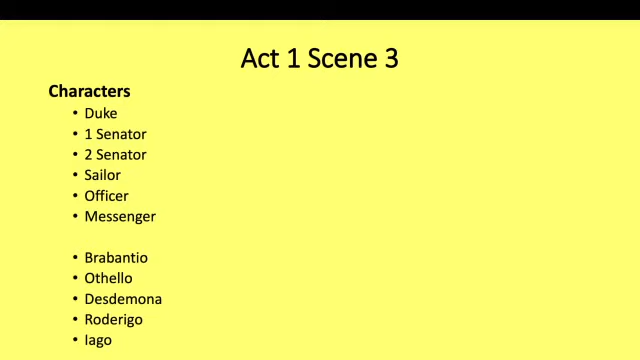 Act 1 Scene 3
Characters
• Duke
• 1 Senator
• 2 Senator
• Sailor
• Officer
• Messenger
• Brabantio
• Othello
• Desdemona
• Roderigo
• Iago